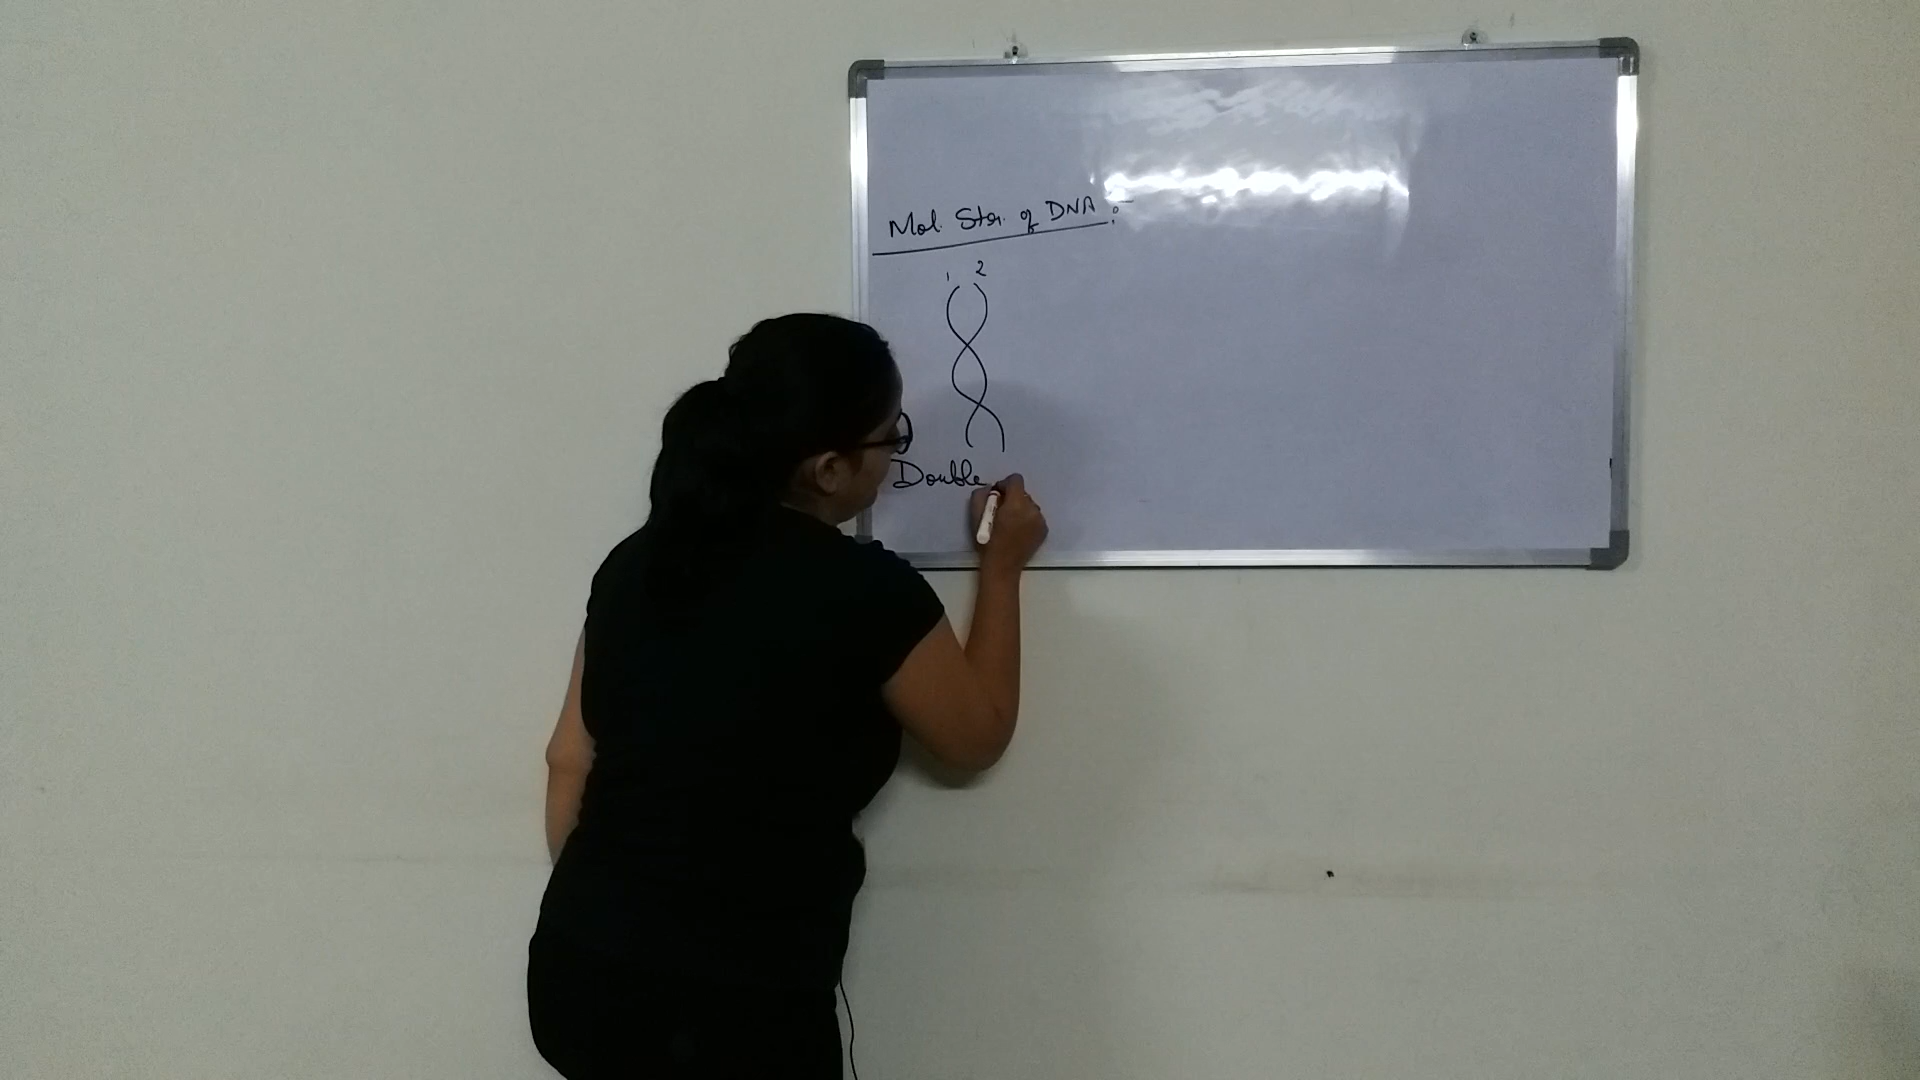 Mol. Str. of DNA :-
1 2
Double